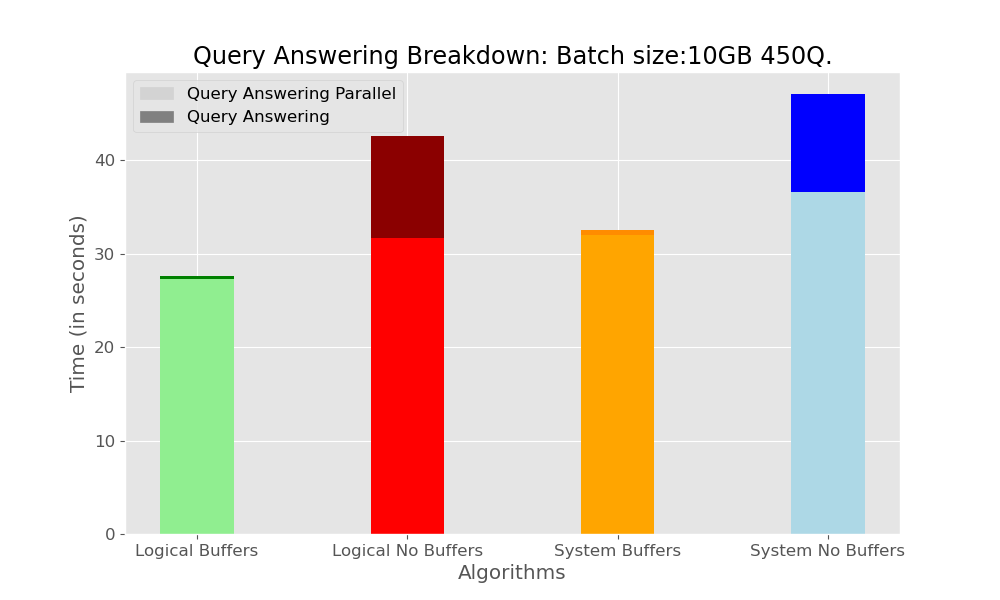 Query Answering Breakdown: Batch size:10GB 450Q.
Query Answering Parallel
Query Answering
40
30
20
10
0
Time (in seconds)
Logical Buffers
Logical No Buffers
System Buffers
System No Buffers
Algorithms